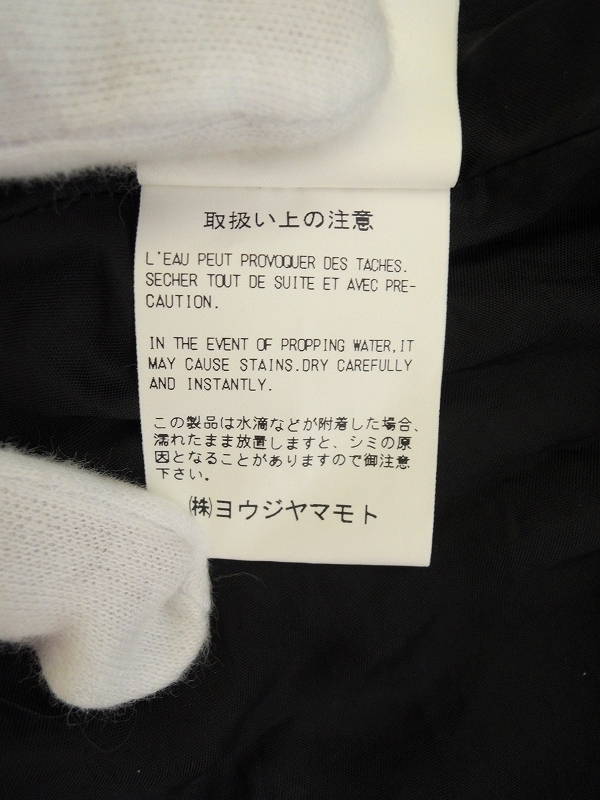 取扱い上の注意
L'EAU PEUT PROVOQUER DES TACHES.
SECHER TOUT DE SUITE ET AVEC PRE-
CAUTION.
IN THE EVENT OF PROPPING WATER,IT
MAY CAUSE STAINS.DRY CAREFULLY
AND INSTANTLY.
この製品は水滴などが附着した場合、
濡れたまま放置しますと、シミの原
因となることがありますので御注意
下さい。
㈱ヨウジヤマモト